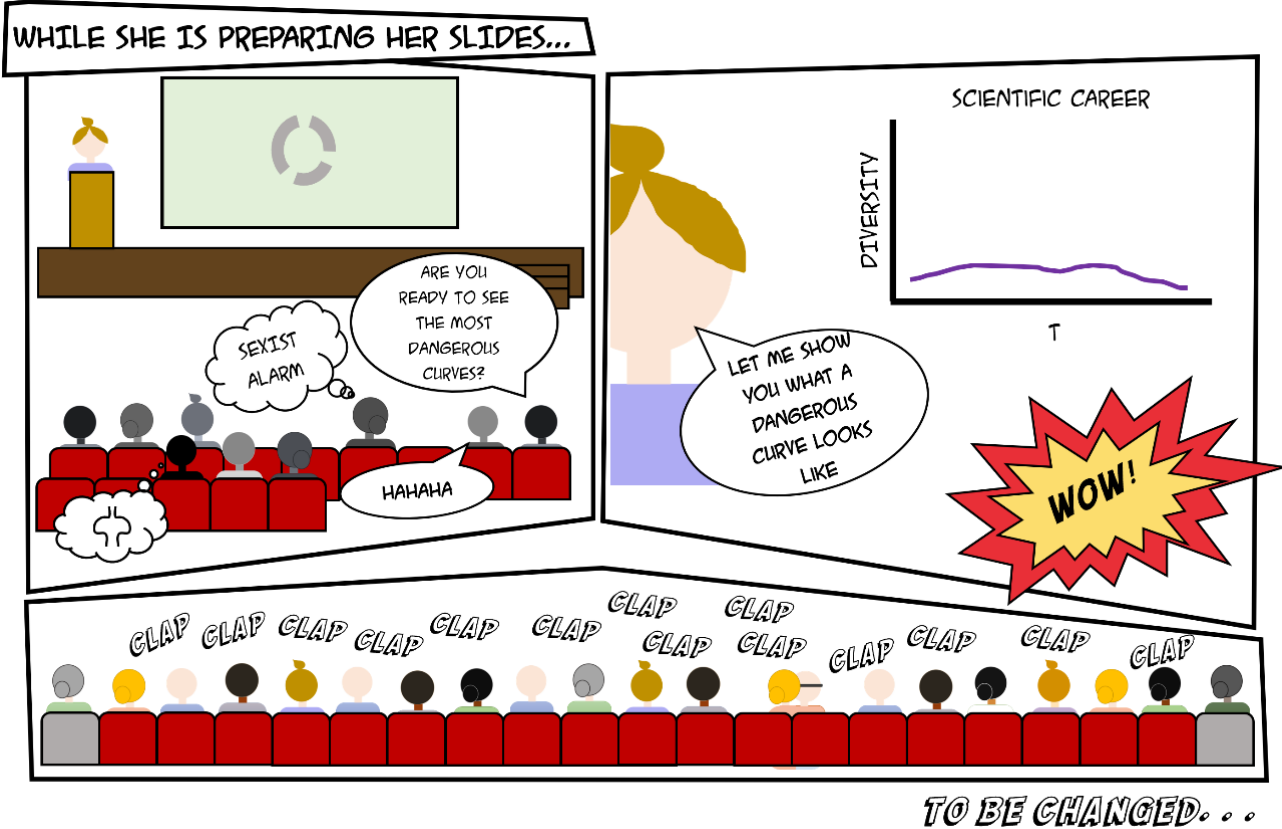 WHILE SHE IS PREPARING HER SLIDES...
ARE YOU
READY TO SEE
THE MOST
DANGEROUS
CURVES?
SEXIST
ALARM
HAHAHA
SCIENTIFIC CAREER
DIVERSITY
T
LET ME SHOW
YOU WHAT A
DANGEROUS
CURVE LOOKS
LIKE
WOW!
CLAP
CLAP
CLAP
CLAP
CLAP
CLAP
CLAP
CLAP
CLAP
CLAP
CLAP
CLAP
CLAP
CLAP
TO BE CHANGED...